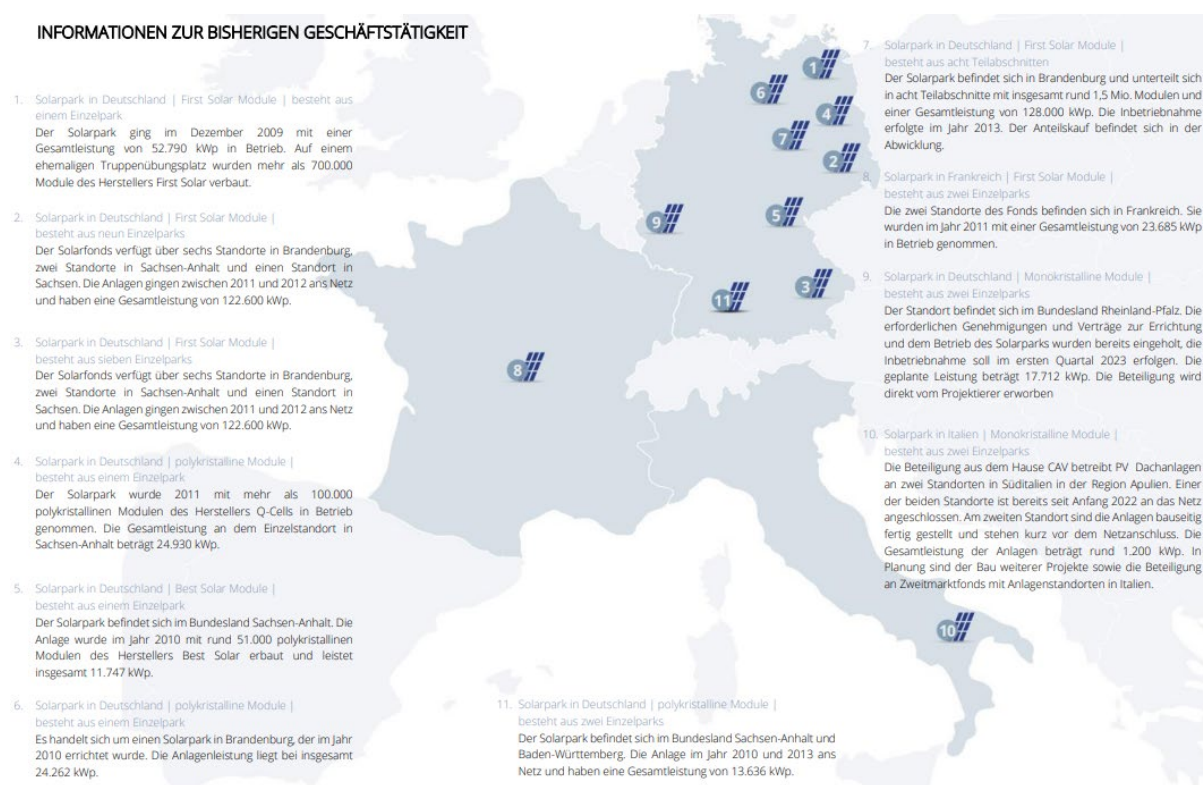 INFORMATIONEN ZUR BISHERIGEN GESCHÄFTSTÄTIGKEIT
1. Solarpark in Deutschland | First Solar Module | besteht aus
einem Einzelpark
Der Solarpark ging im Dezember 2009 mit einer
Gesamtleistung von 52.790 kWp in Betrieb. Auf einem
ehemaligen Truppenübungsplatz wurden mehr als 700.000
Module des Herstellers First Solar verbaut.
2. Solarpark in Deutschland | First Solar Module |
besteht aus neun Einzelparks
Der Solarfonds verfügt über sechs Standorte in Brandenburg,
zwei Standorte in Sachsen-Anhalt und einen Standort in
Sachsen. Die Anlagen gingen zwischen 2011 und 2012 ans Netz
und haben eine Gesamtleistung von 122.600 kWp.
3. Solarpark in Deutschland | First Solar Module |
besteht aus sieben Einzelparks
Der Solarfonds verfügt über sechs Standorte in Brandenburg,
zwei Standorte in Sachsen-Anhalt und einen Standort in
Sachsen. Die Anlagen gingen zwischen 2011 und 2012 ans Netz
und haben eine Gesamtleistung von 122.600 kWp.
4. Solarpark in Deutschland | polykristalline Module |
besteht aus einem Einzelpark
Der Solarpark wurde 2011 mit mehr als 100.000
polykristallinen Modulen des Herstellers Q-Cells in Betrieb
genommen. Die Gesamtleistung an dem Einzelstandort in
Sachsen-Anhalt beträgt 24.930 kWp.
5. Solarpark in Deutschland | Best Solar Module |
besteht aus einem Einzelpark
Der Solarpark befindet sich im Bundesland Sachsen-Anhalt. Die
Anlage wurde im Jahr 2010 mit rund 51.000 polykristallinen
Modulen des Herstellers Best Solar erbaut und leistet
insgesamt 11.747 kWp.
6. Solarpark in Deutschland | polykristalline Module |
besteht aus einem Einzelpark
Es handelt sich um einen Solarpark in Brandenburg, der im Jahr
2010 errichtet wurde. Die Anlagenleistung liegt bei insgesamt
24.262 kWp.
1
6
4
7
2
9
5
3
11
8
10
7. Solarpark in Deutschland | First Solar Module |
besteht aus acht Teilabschnitten
Der Solarpark befindet sich in Brandenburg und unterteilt sich
in acht Teilabschnitte mit insgesamt rund 1,5 Mio. Modulen und
einer Gesamtleistung von 128.000 kWp. Die Inbetriebnahme
erfolgte im Jahr 2013. Der Anteilskauf befindet sich in der
Abwicklung.
8. Solarpark in Frankreich | First Solar Module |
besteht aus zwei Einzelparks
Die zwei Standorte des Fonds befinden sich in Frankreich. Sie
wurden im Jahr 2011 mit einer Gesamtleistung von 23.685 kWp
in Betrieb genommen.
9. Solarpark in Deutschland | Monokristalline Module |
besteht aus zwei Einzelparks
Der Standort befindet sich im Bundesland Rheinland-Pfalz. Die
erforderlichen Genehmigungen und Verträge zur Errichtung
und dem Betrieb des Solarparks wurden bereits eingeholt, die
Inbetriebnahme soll im ersten Quartal 2023 erfolgen. Die
geplante Leistung beträgt 17.712 kWp. Die Beteiligung wird
direkt vom Projektierer erworben
10. Solarpark in Italien | Monokristalline Module |
besteht aus zwei Einzelparks
Die Beteiligung aus dem Hause CAV betreibt PV Dachanlagen
an zwei Standorten in Süditalien in der Region Apulien. Einer
der beiden Standorte ist bereits seit Anfang 2022 an das Netz
angeschlossen. Am zweiten Standort sind die Anlagen bauseitig
fertig gestellt und stehen kurz vor dem Netzanschluss. Die
Gesamtleistung der Anlagen beträgt rund 1.200 kWp. In
Planung sind der Bau weiterer Projekte sowie die Beteiligung
an Zweitmarktfonds mit Anlagenstandorten in Italien.
11. Solarpark in Deutschland | polykristalline Module |
besteht aus zwei Einzelparks
Der Solarpark befindet sich im Bundesland Sachsen-Anhalt und
Baden-Württemberg. Die Anlage im Jahr 2010 und 2013 ans
Netz und haben eine Gesamtleistung von 13.636 kWp.